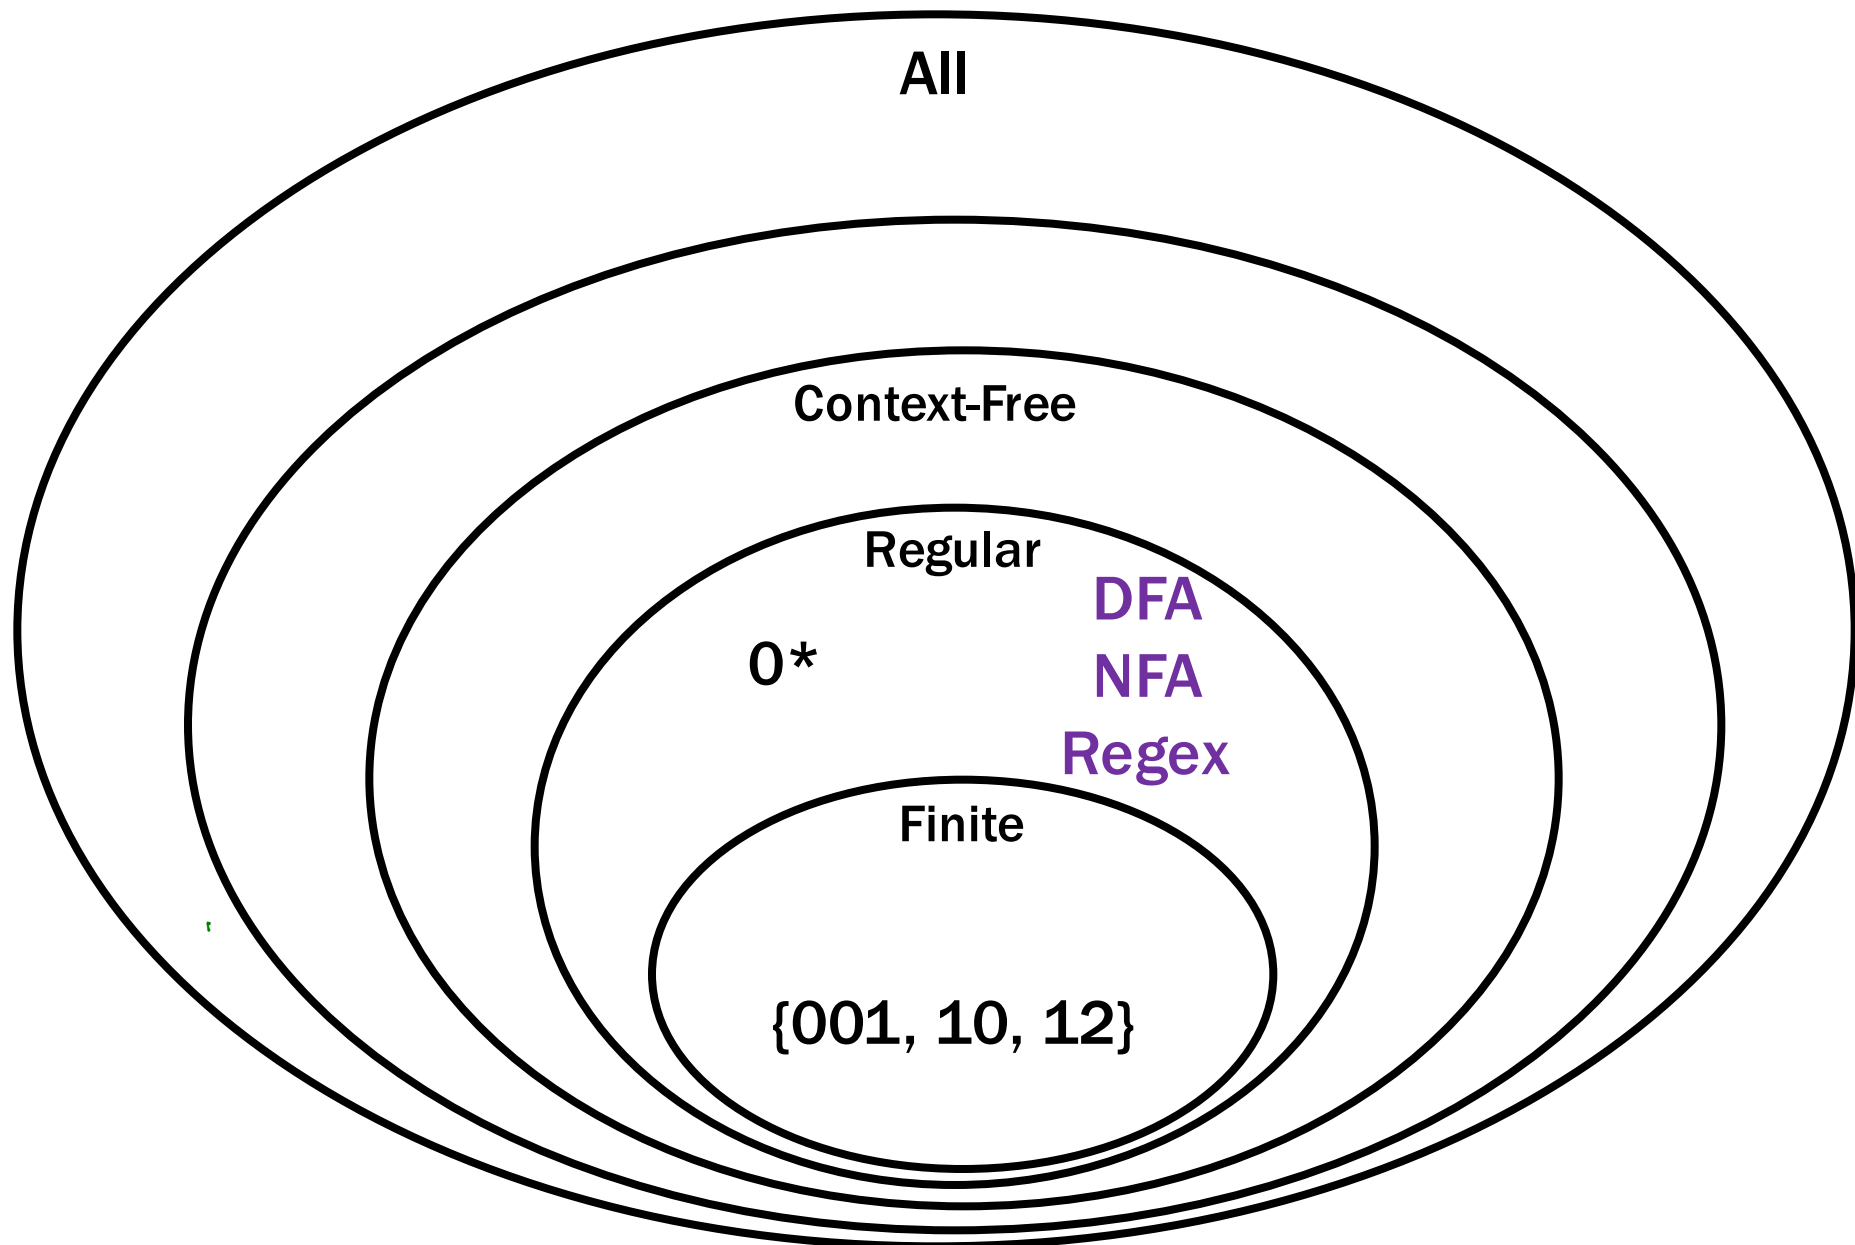 All
Context-Free
Regular
DFA
0*
NFA
Regex
Finite
{001, 10, 12}